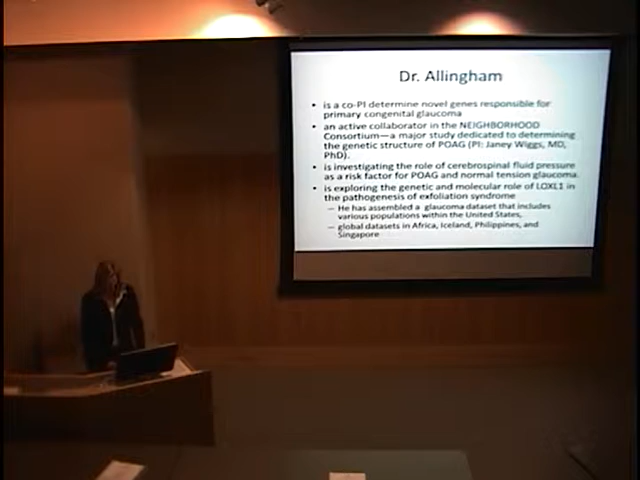 Dr. Allingham
• is a co-PI determine novel genes responsible for
primary congenital glaucoma
• an active collaborator in the NEIGHBORHOOD
Consortium—a major study dedicated to determining
the genetic structure of POAG (PI: Janey Wiggs, MD,
PhD).
• is investigating the role of cerebrospinal fluid pressure
as a risk factor for POAG and normal tension glaucoma.
• is exploring the genetic and molecular role of LOXL1 in
the pathogenesis of exfoliation syndrome
– He has assembled a glaucoma dataset that includes
various populations within the United States,
– global datasets in Africa, Iceland, Philippines, and
Singapore